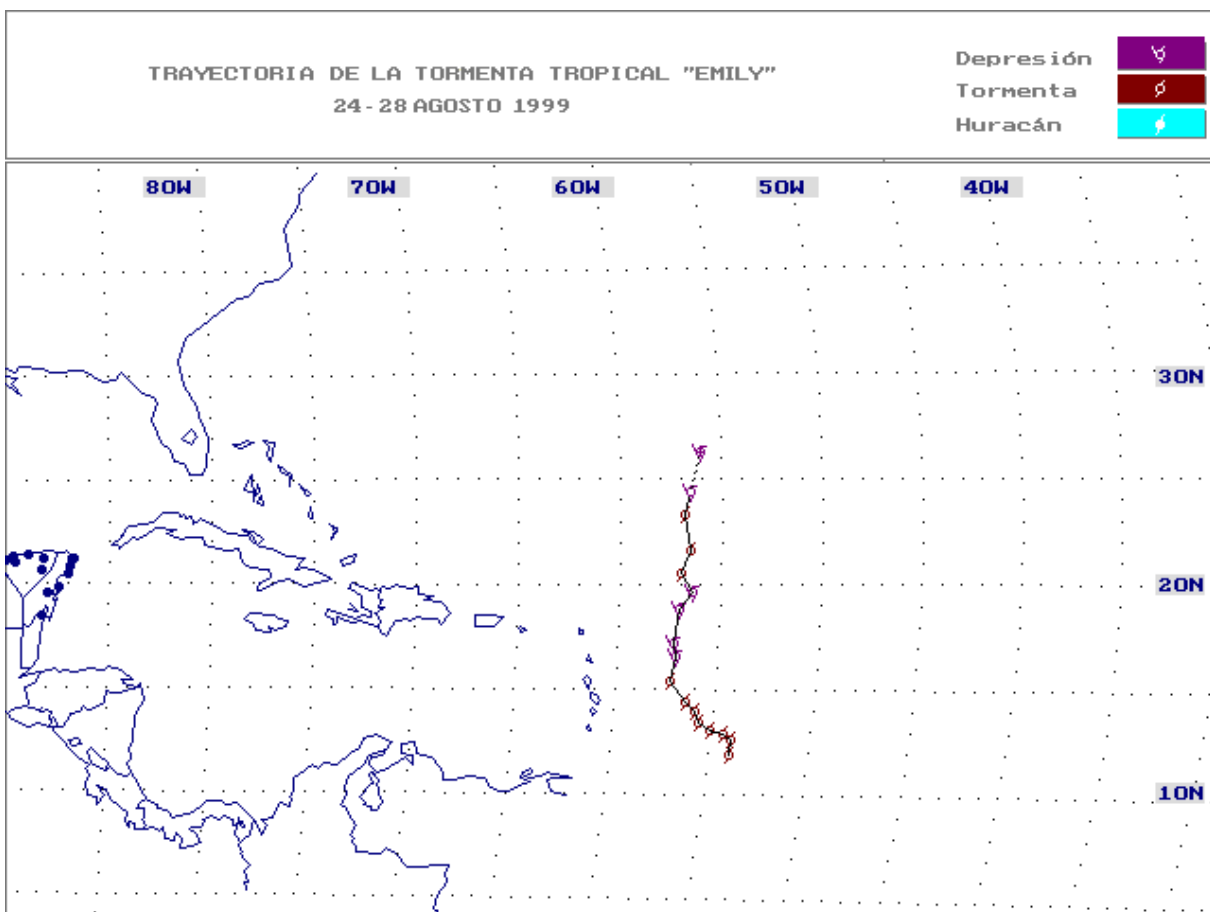 TRAYECTORIA DE LA TORMENTA TROPICAL "EMILY"
24-28 AGOSTO 1999
Depresión
Tormenta
Huracán
80W 70W 60W 50W 40W
30N
20N
10N